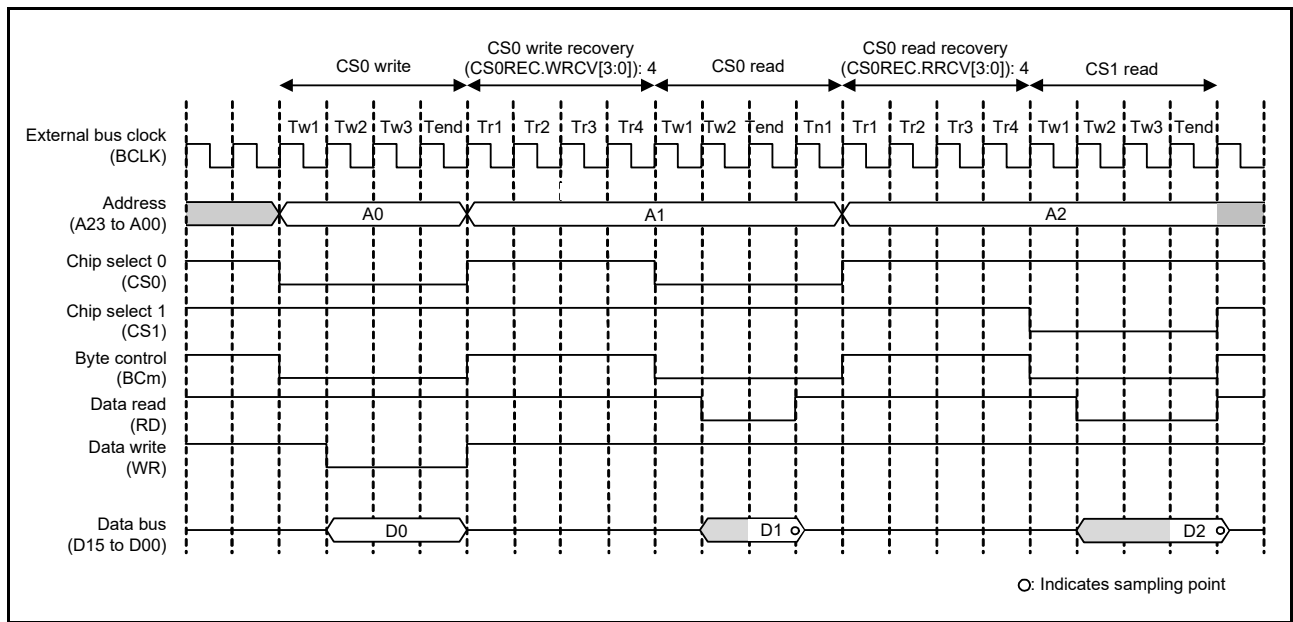 CS0 write
CS0 write recovery
(CS0REC.WRCV[3:0]): 4
CS0 read
CS0 read recovery
(CS0REC.RRCV[3:0]): 4
CS1 read
External bus clock
(BCLK)
Tw1 Tw2 Tw3 Tend Tr1 Tr2 Tr3 Tr4 Tw1 Tw2 Tend Tn1 Tr1 Tr2 Tr3 Tr4 Tw1 Tw2 Tw3 Tend
Address
(A23 to A00)
A0 A1 A2
Chip select 0
(CS0)
Chip select 1
(CS1)
Byte control
(BCm)
Data read
(RD)
Data write
(WR)
Data bus
(D15 to D00)
D0 D1 D2
: Indicates sampling point